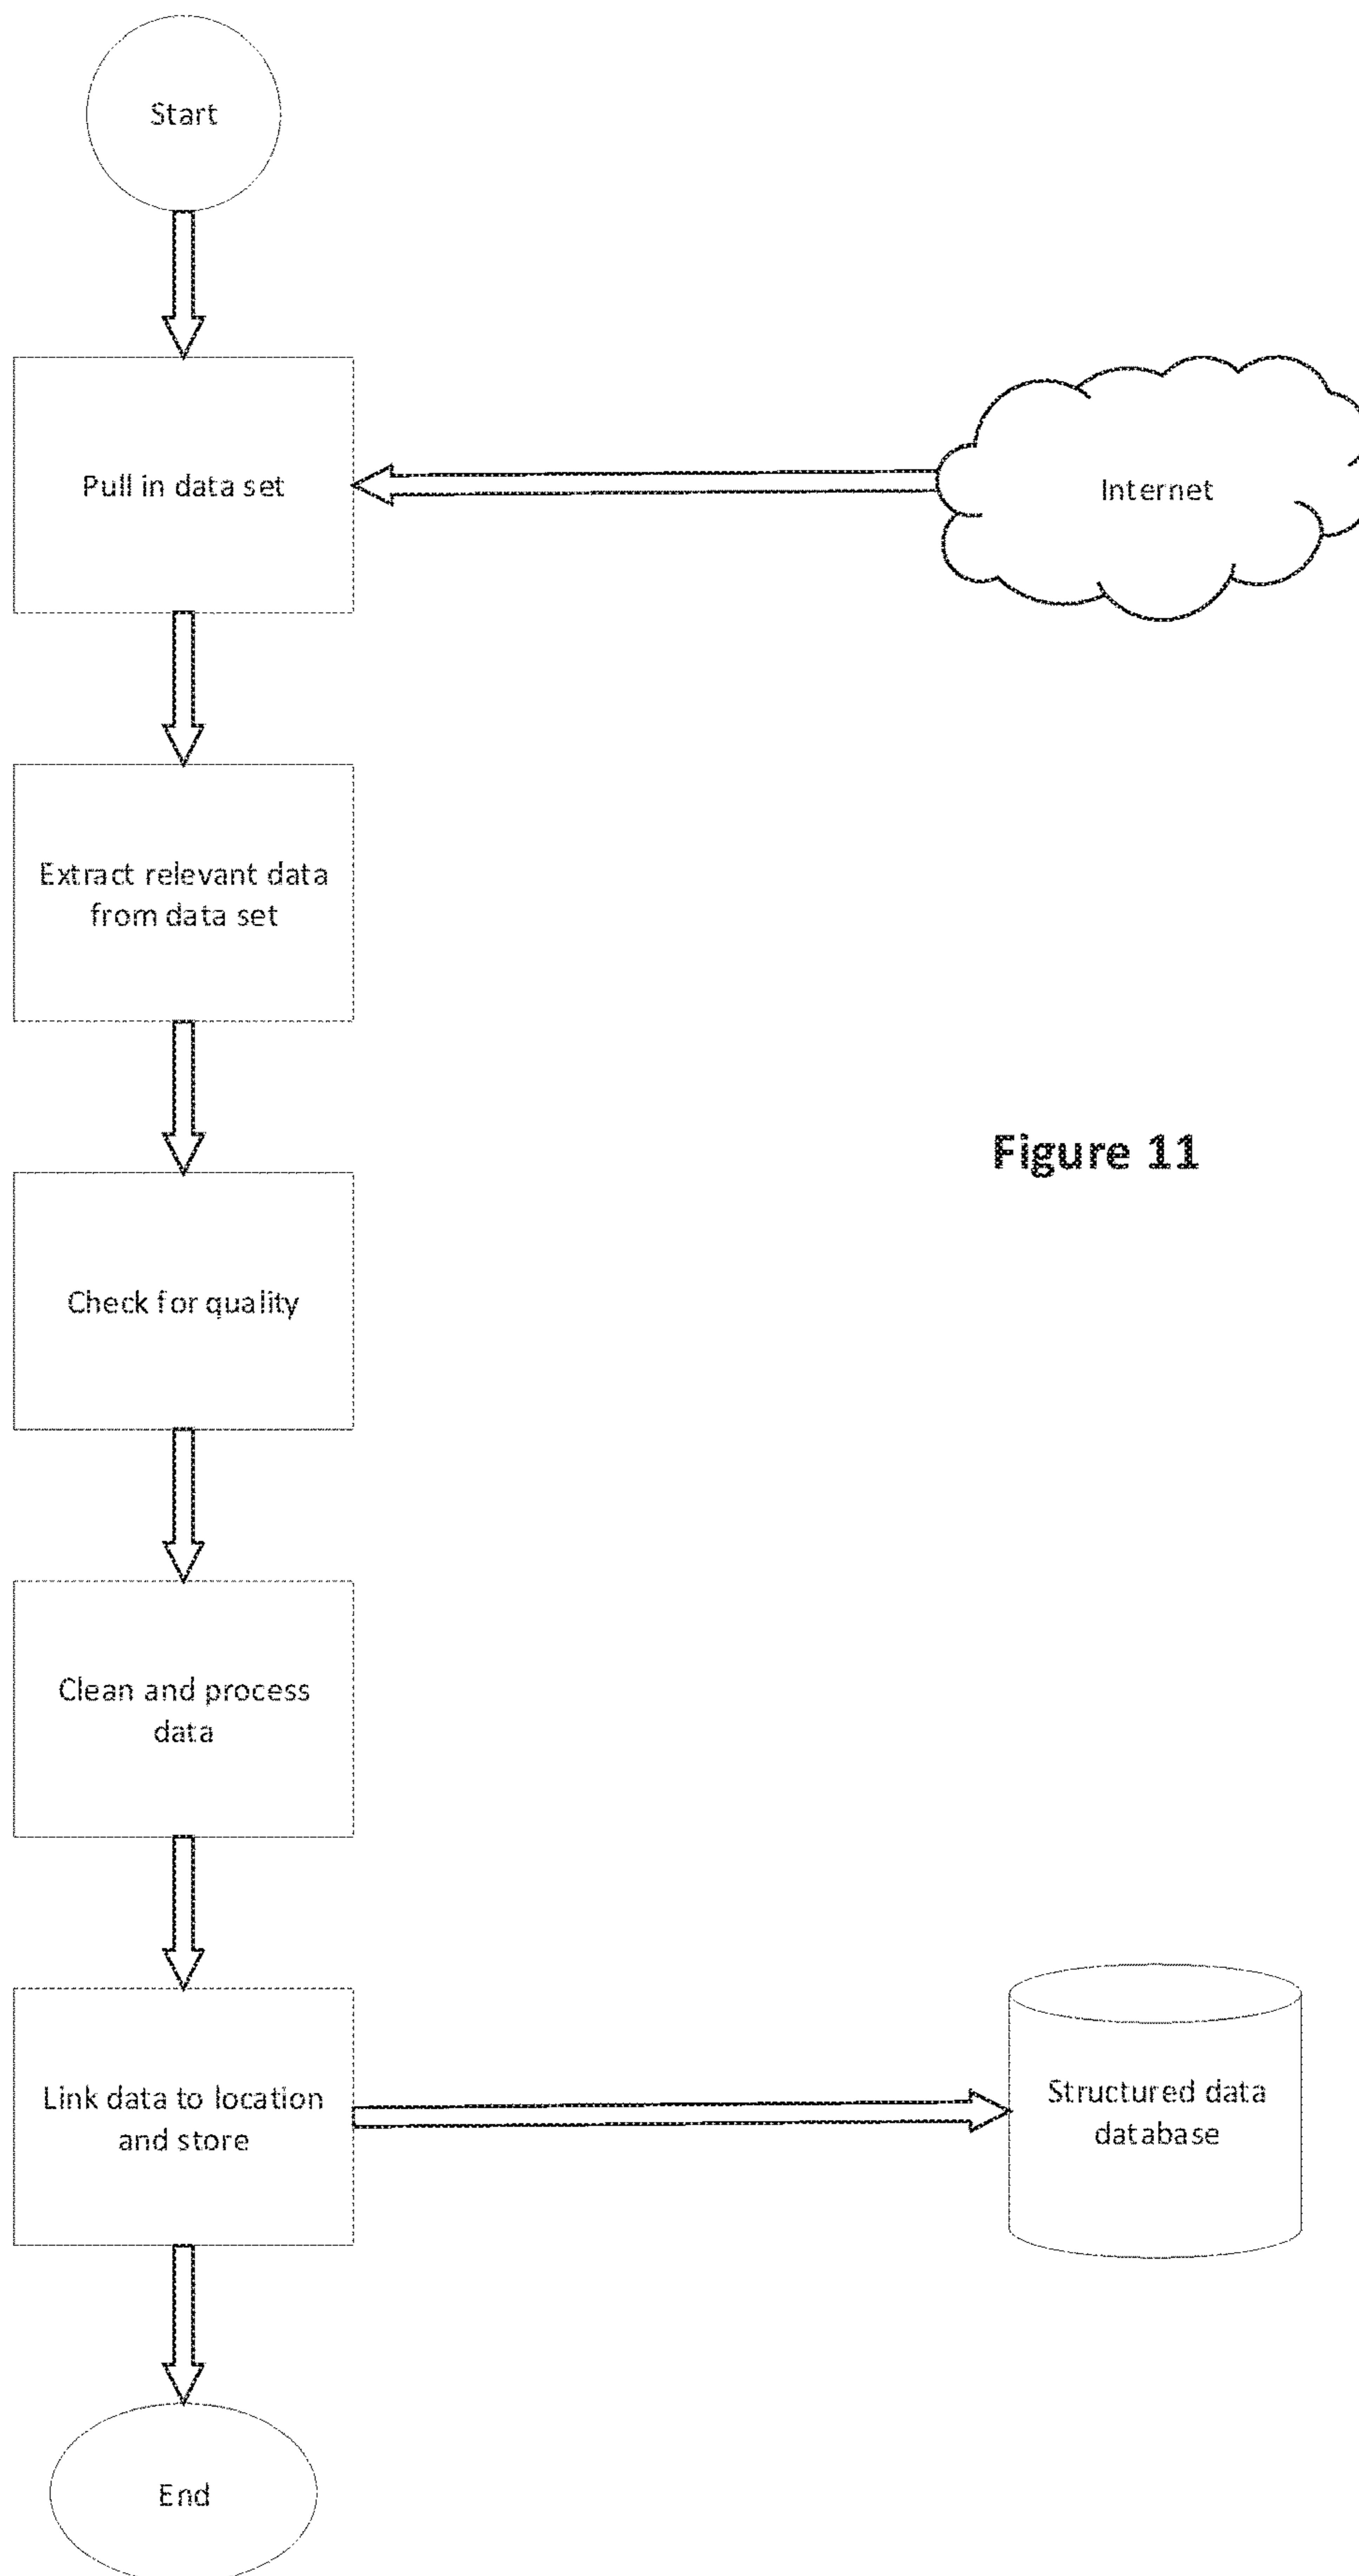 Start
Pull in data set
Internet
Extract relevant data
from data set
Figure 11
Check for quality
Clean and process
data
Link data to location
and store
Structured data
database
End